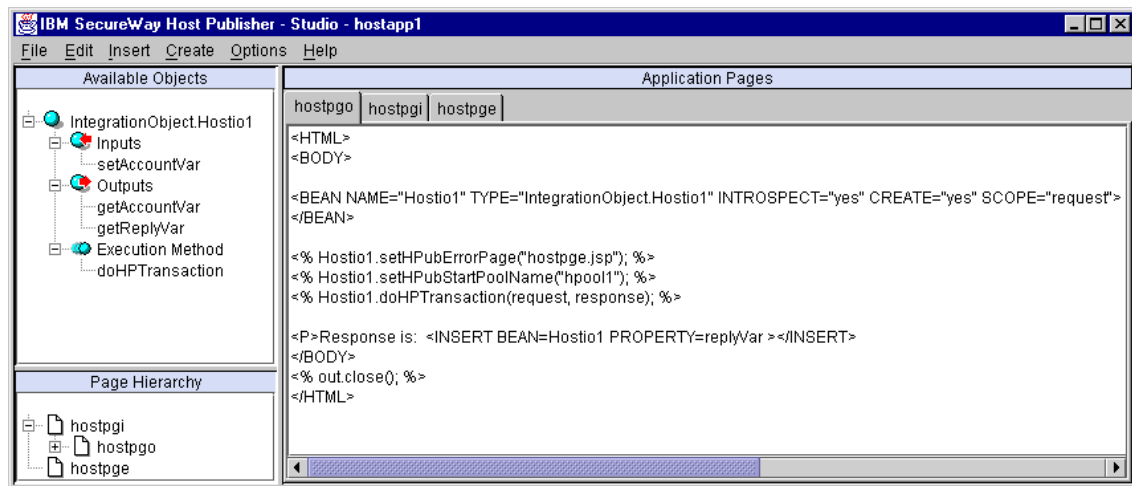 IBM SecureWay Host Publisher - Studio - hostapp1
File Edit Insert Create Options Help
Available Objects
IntegrationObject.Hostio1
Inputs
setAccountVar
Outputs
getAccountVar
getReplyVar
Execution Method
doHPTransaction
Page Hierarchy
hostpgi
hostpgo
hostpge
Application Pages
hostpgo hostpgi hostpge
<HTML>
<BODY>
<BEAN NAME="Hostio1" TYPE="IntegrationObject.Hostio1" INTROSPECT="yes" CREATE="yes" SCOPE="request">
</BEAN>
<% Hostio1.setHPubErrorPage("hostpge.jsp"); %>
<% Hostio1.setHPubStartPoolName("hpool1"); %>
<% Hostio1.doHPTransaction(request, response); %>
<P>Response is:  <INSERT BEAN=Hostio1 PROPERTY=replyVar ></INSERT>
</BODY>
<% out.close(); %>
</HTML>